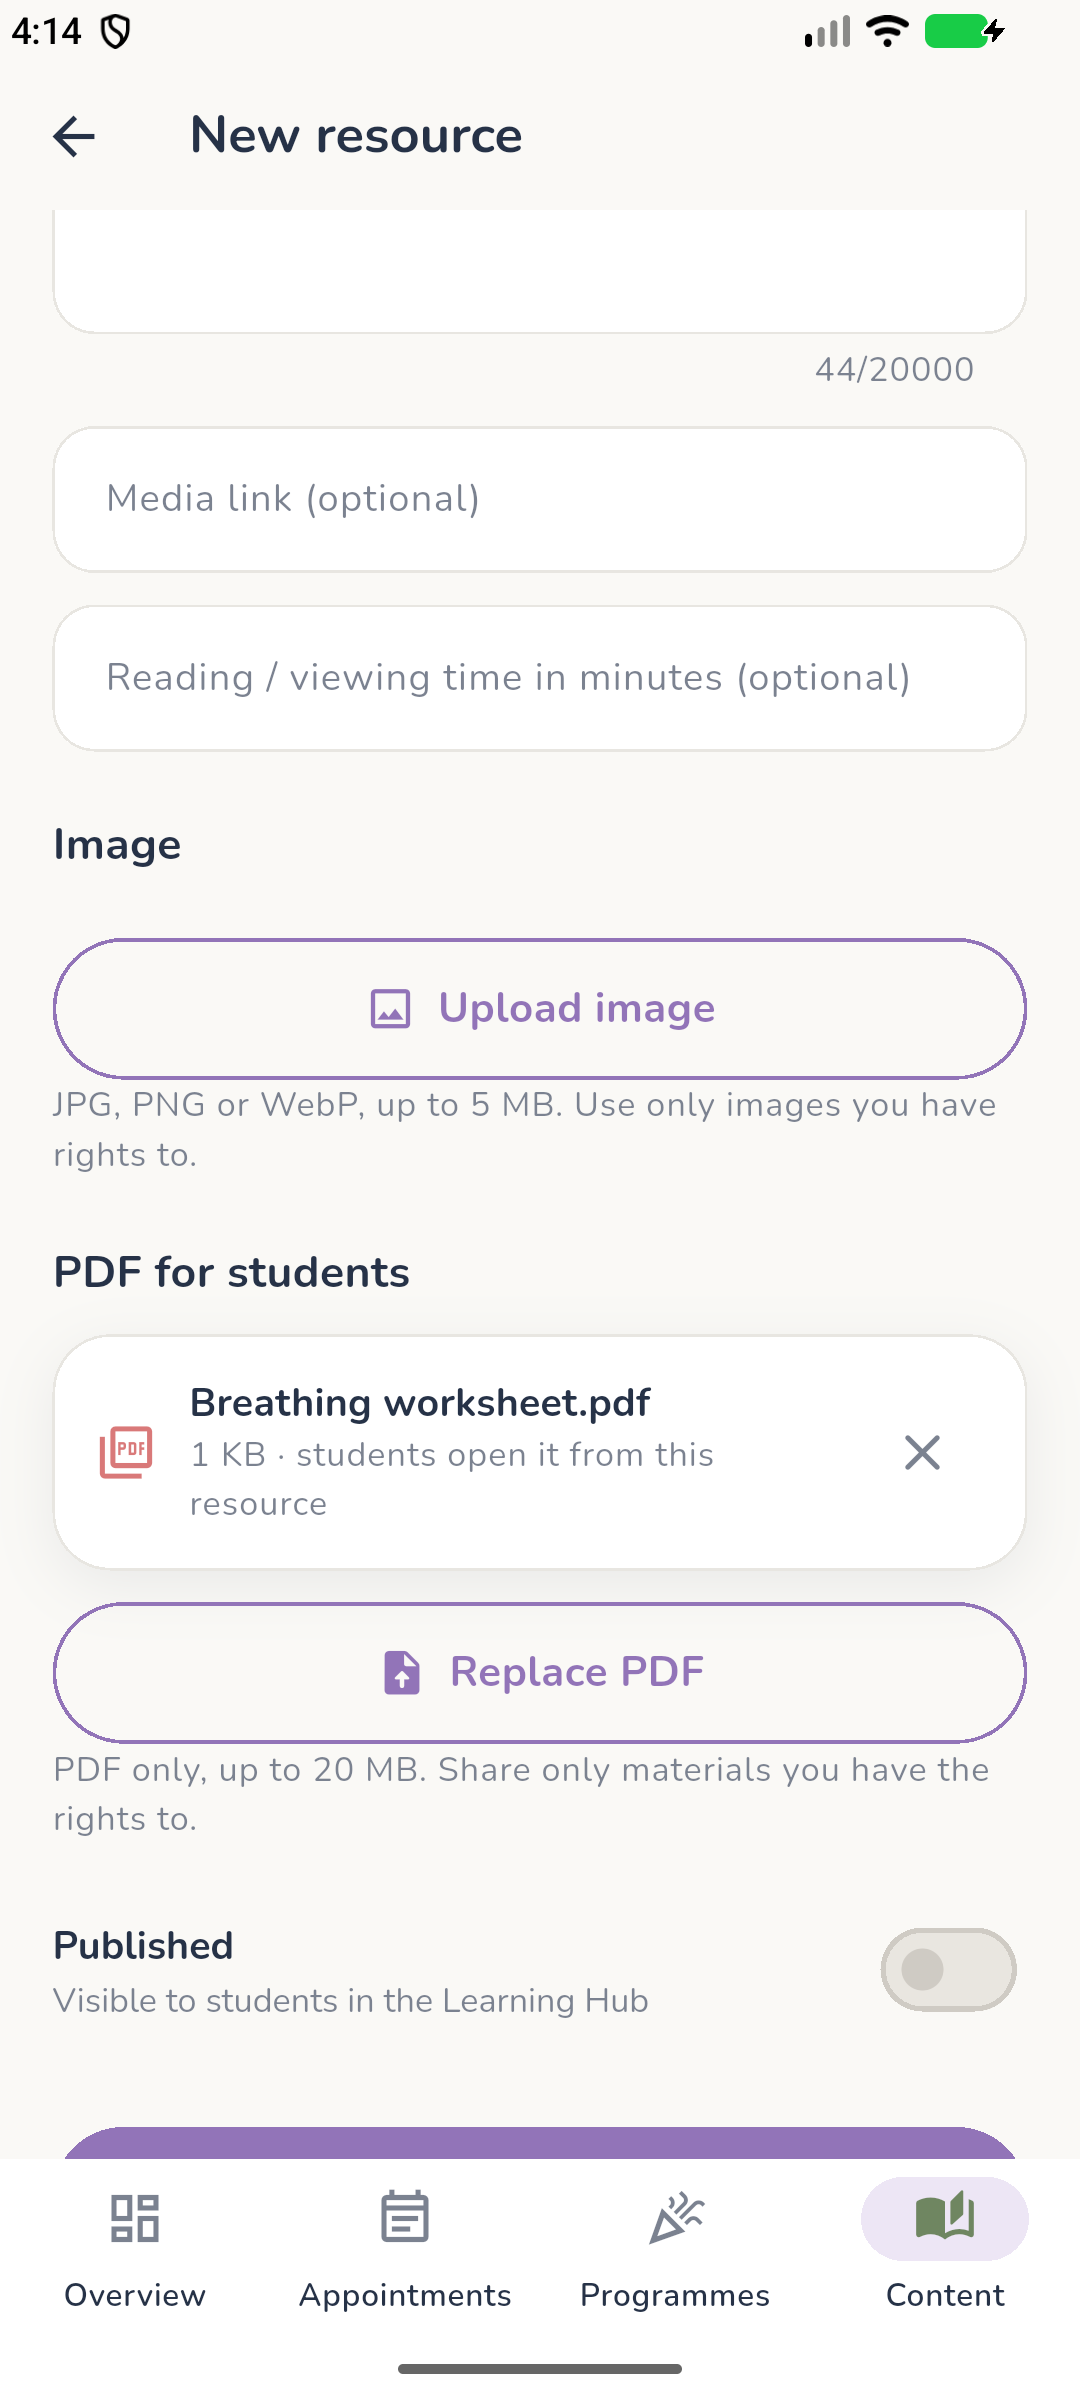 4:14
New resource
44/20000
Media link (optional)
Reading / viewing time in minutes (optional)
Image
Upload image
JPG, PNG or WebP, up to 5 MB. Use only images you have
rights to.
PDF for students
PDF
Breathing worksheet.pdf
1 KB · students open it from this
resource
Replace PDF
PDF only, up to 20 MB. Share only materials you have the
rights to.
Published
Visible to students in the Learning Hub
Overview
Appointments
Programmes
Content